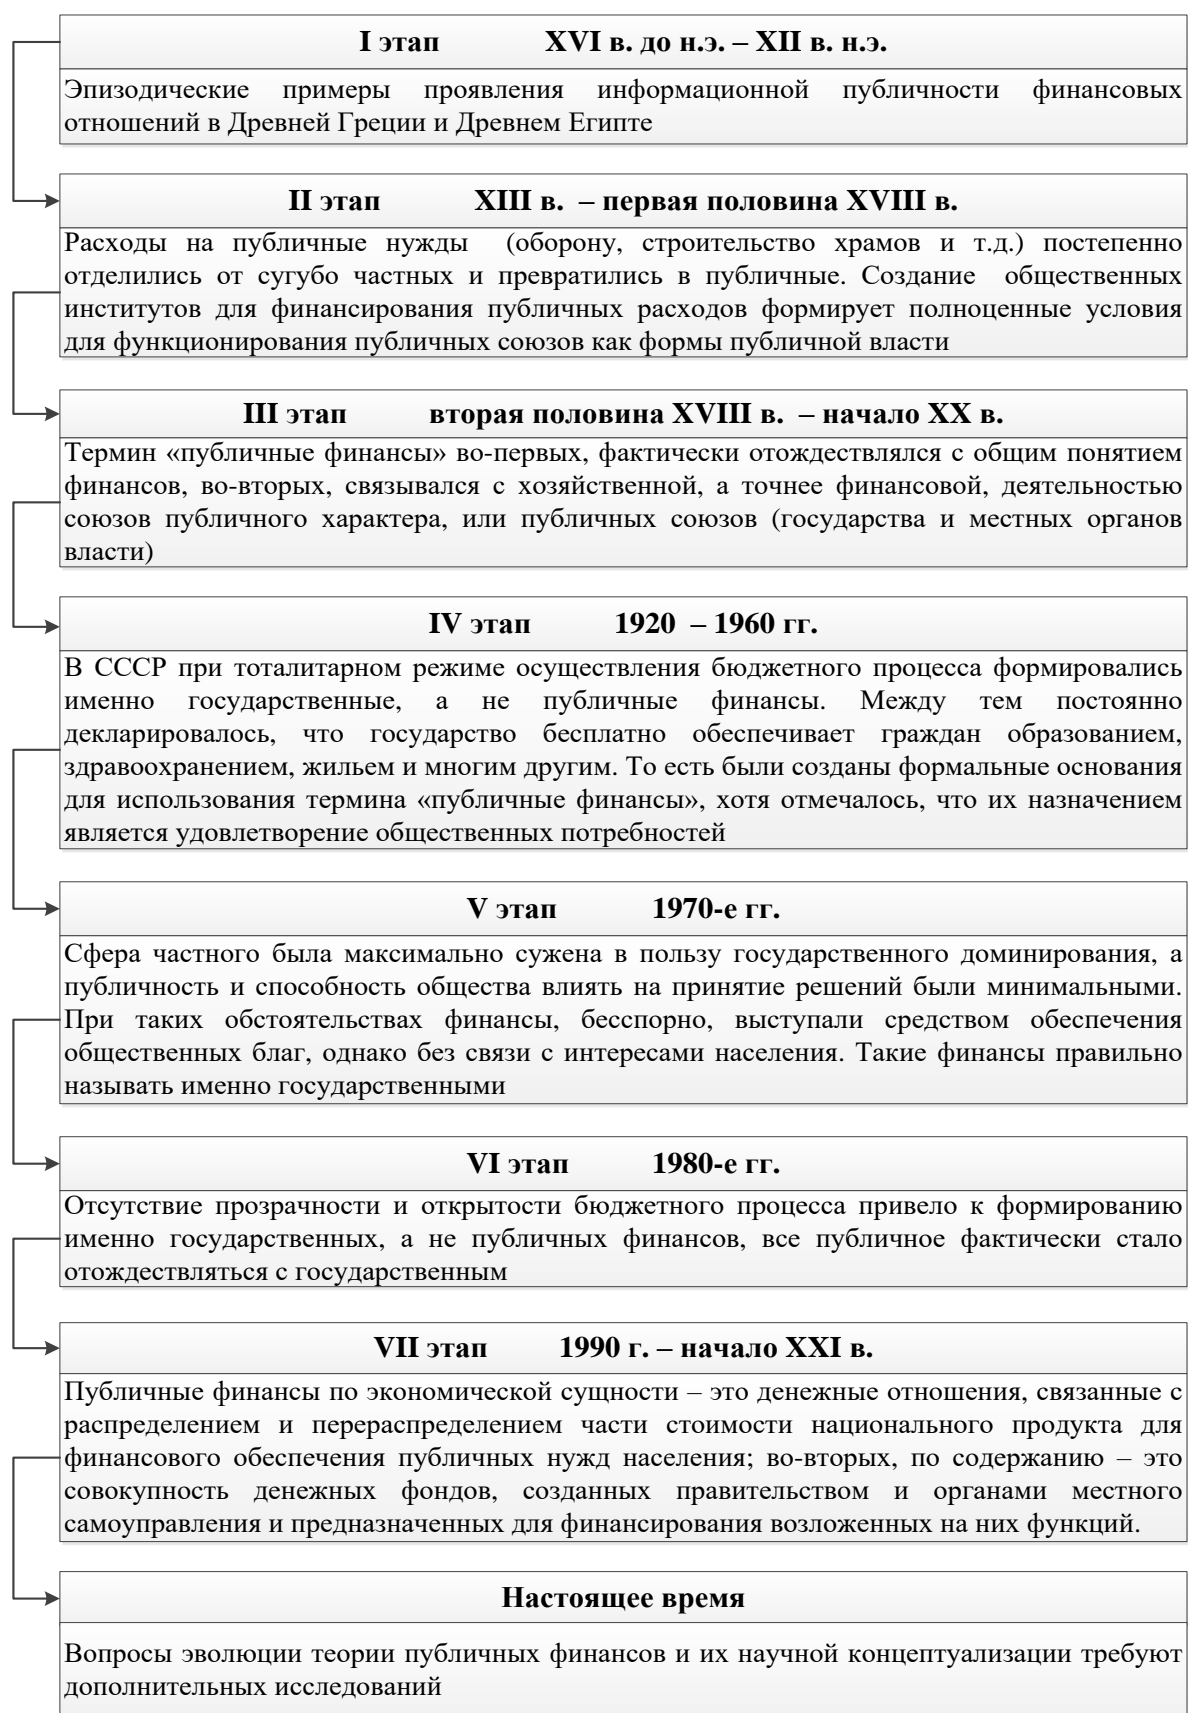 I этап XVI в. до н.э. – XII в. н.э.
Эпизодические примеры проявления информационной публичности финансовых
отношений в Древней Греции и Древнем Египте
II этап XIII в. – первая половина XVIII в.
Расходы на публичные нужды (оборону, строительство храмов и т.д.) постепенно
отделились от сугубо частных и превратились в публичные. Создание общественных
институтов для финансирования публичных расходов формирует полноценные условия
для функционирования публичных союзов как формы публичной власти
III этап вторая половина XVIII в. – начало XX в.
Термин «публичные финансы» во-первых, фактически отождествлялся с общим понятием
финансов, во-вторых, связывался с хозяйственной, а точнее финансовой, деятельностью
союзов публичного характера, или публичных союзов (государства и местных органов
власти)
IV этап 1920 – 1960 гг.
В СССР при тоталитарном режиме осуществления бюджетного процесса формировались
именно государственные, а не публичные финансы. Между тем постоянно
декларировалось, что государство бесплатно обеспечивает граждан образованием,
здравоохранением, жильем и многим другим. То есть были созданы формальные основания
для использования термина «публичные финансы», хотя отмечалось, что их назначением
является удовлетворение общественных потребностей
V этап 1970-е гг.
Сфера частного была максимально сужена в пользу государственного доминирования, а
публичность и способность общества влиять на принятие решений были минимальными.
При таких обстоятельствах финансы, бесспорно, выступали средством обеспечения
общественных благ, однако без связи с интересами населения. Такие финансы правильно
называть именно государственными
VI этап 1980-е гг.
Отсутствие прозрачности и открытости бюджетного процесса привело к формированию
именно государственных, а не публичных финансов, все публичное фактически стало
отождествляться с государственным
VII этап 1990 г. – начало XXI в.
Публичные финансы по экономической сущности – это денежные отношения, связанные с
распределением и перераспределением части стоимости национального продукта для
финансового обеспечения публичных нужд населения; во-вторых, по содержанию – это
совокупность денежных фондов, созданных правительством и органами местного
самоуправления и предназначенных для финансирования возложенных на них функций.
Настоящее время
Вопросы эволюции теории публичных финансов и их научной концептуализации требуют
дополнительных исследований